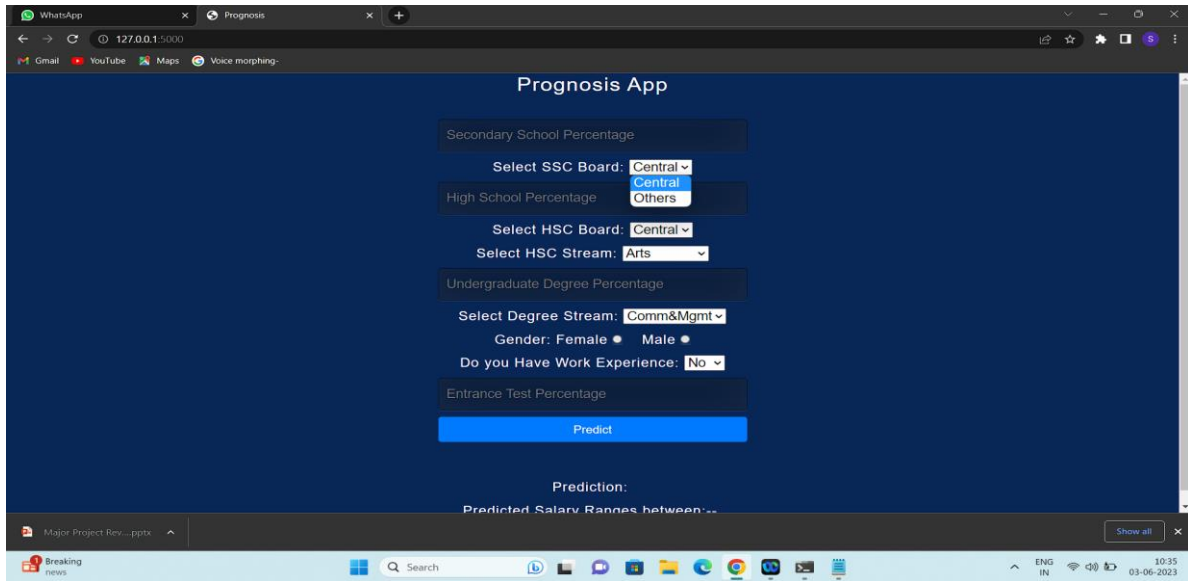 WhatsApp Prognosis
127.0.0.1:5000 S
Gmail YouTube Maps Voice morphing-
Prognosis App
Secondary School Percentage
Select SSC Board: Central
Central
High School Percentage Others
Select HSC Board: Central
Select HSC Stream: Arts
Undergraduate Degree Percentage
Select Degree Stream: Comm&Mgmt
Gender: Female Male
Do you Have Work Experience: No
Entrance Test Percentage
Predict
Prediction:
Predicted Salary Ranges between:--
Major Project Rev....pptx Show all
Breaking news Search ENG IN 10:35 03-06-2023